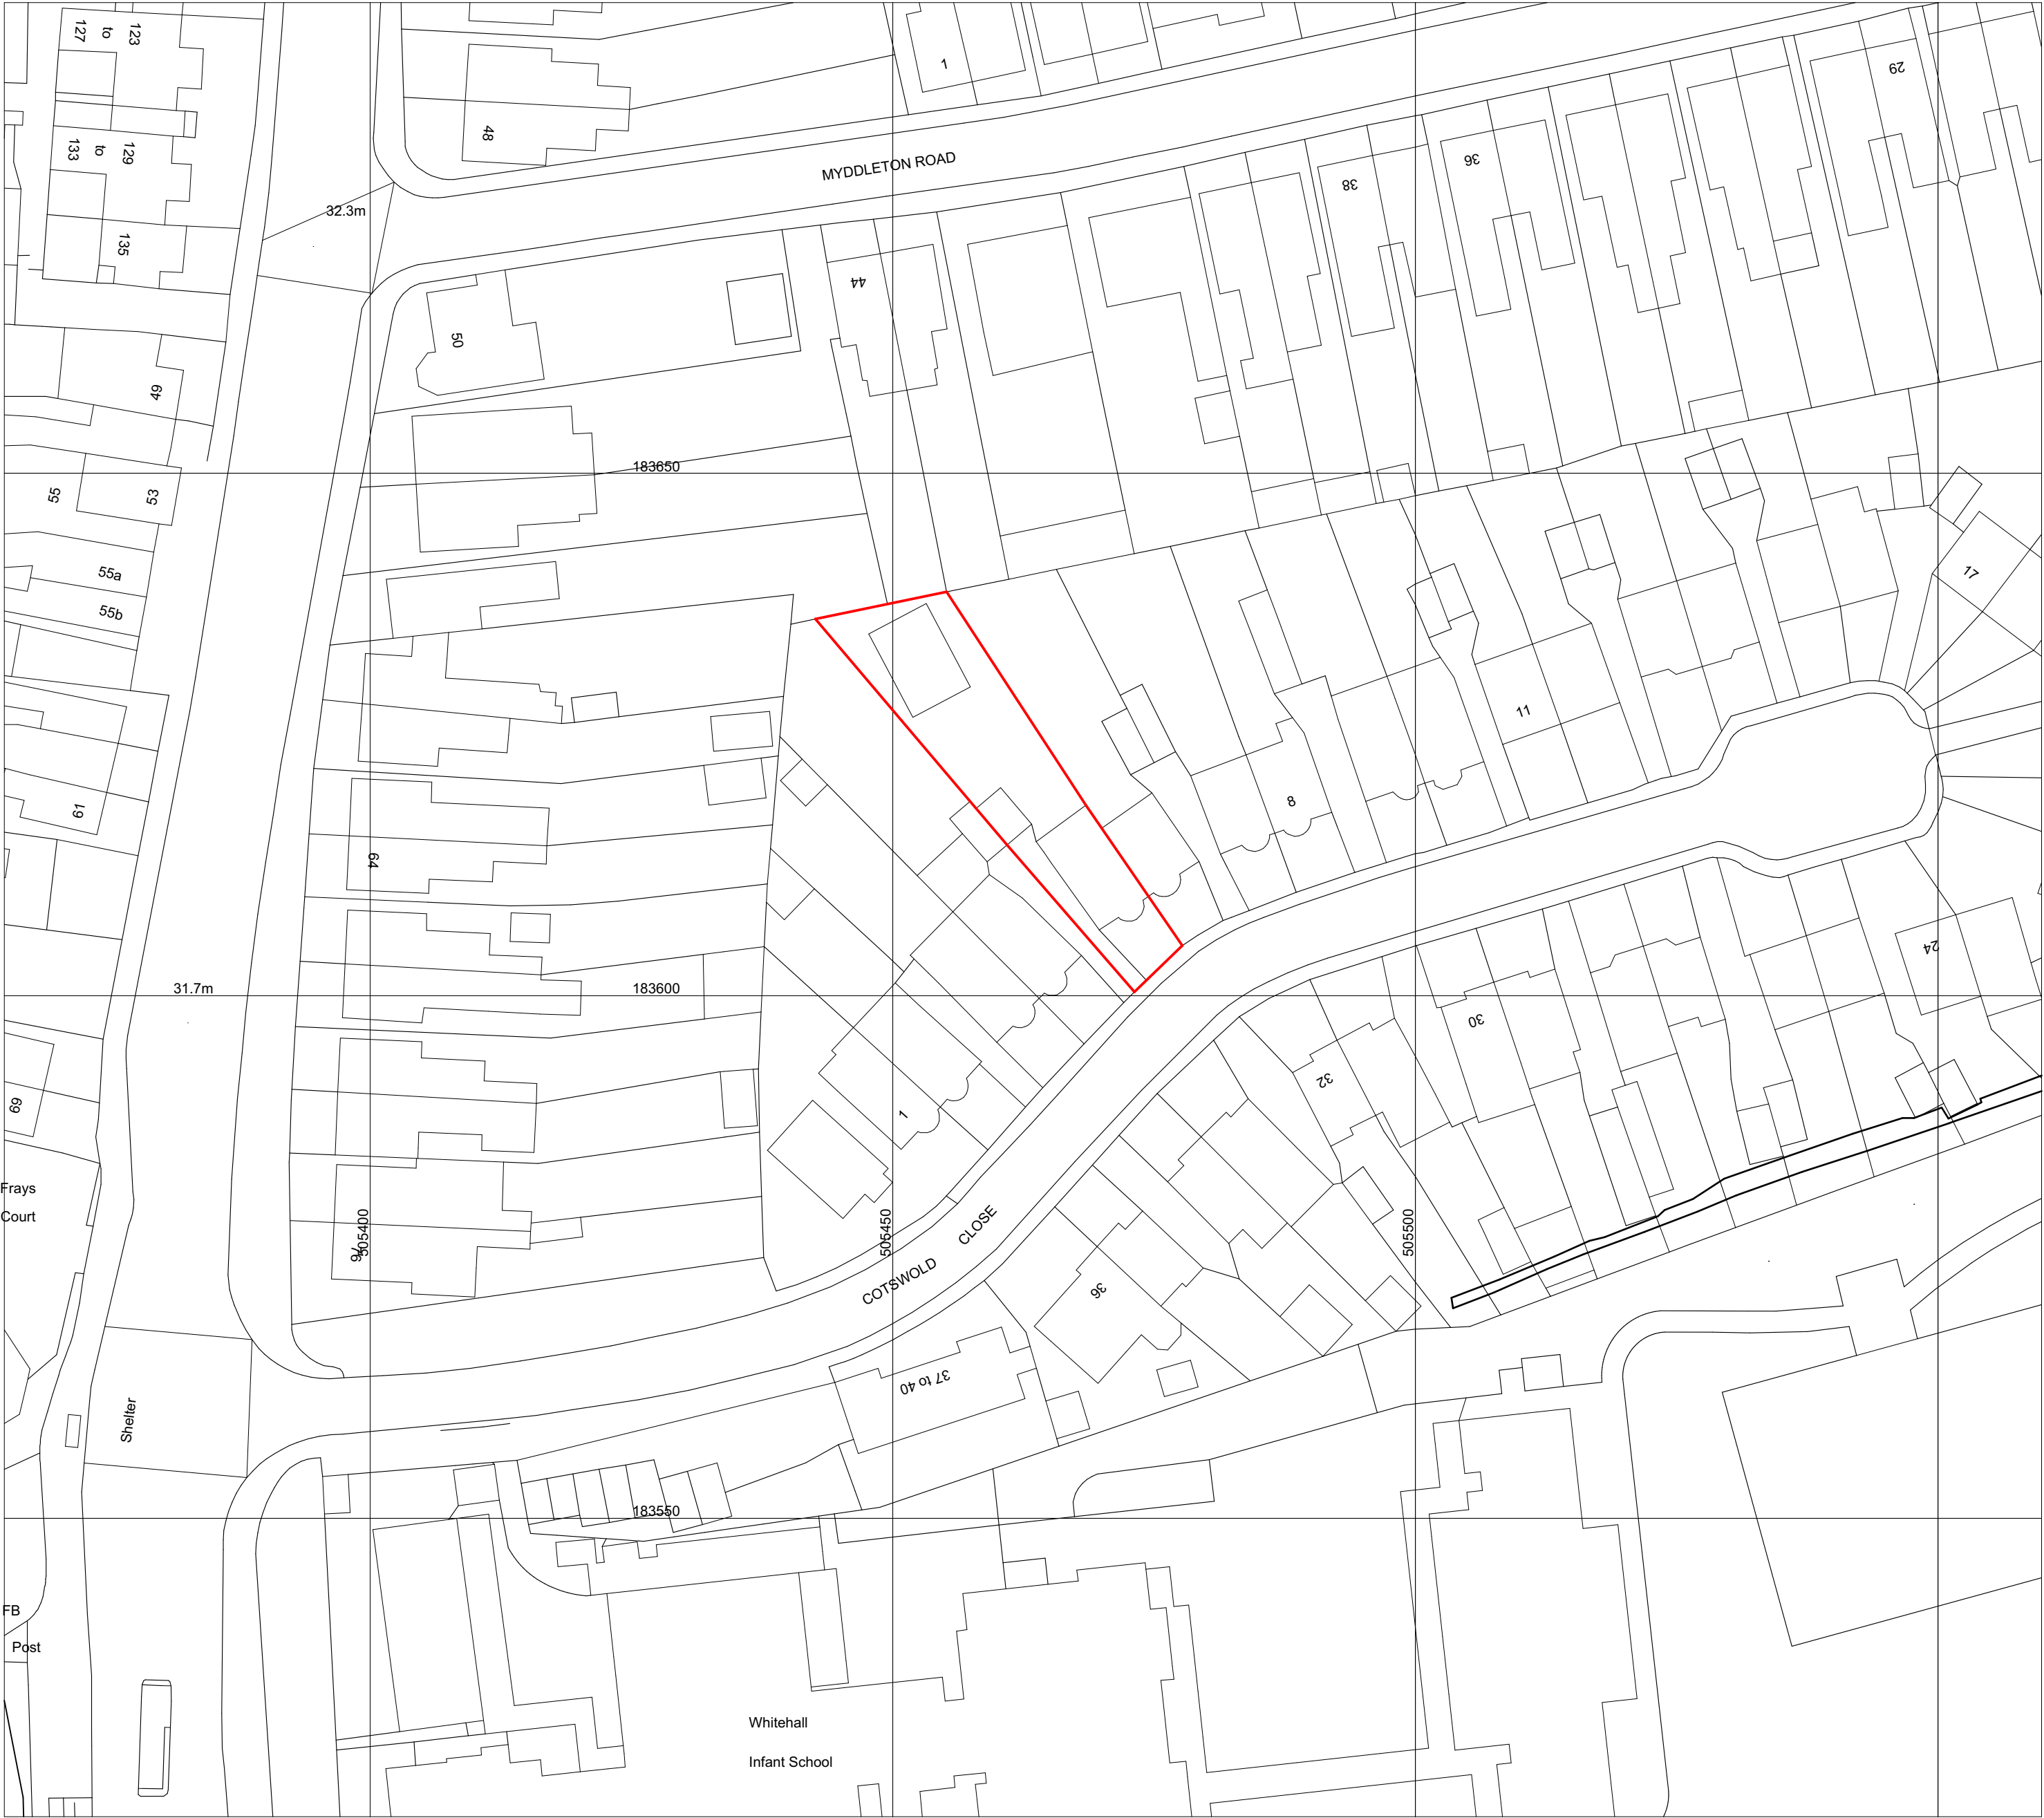 127
to
123
133
to
129
135
1
48
29
MYDDLETON ROAD
38
36
32.3m
44
50
49
183650
55
53
55a
55b
17
11
8
61
64
24
31.7m
183600
30
32
69
1
Frays
Court
505400
505450
505500
76
CLOSE
COTSWOLD
36
37 to 40
Shelter
183550
FB
Post
Whitehall
Infant School